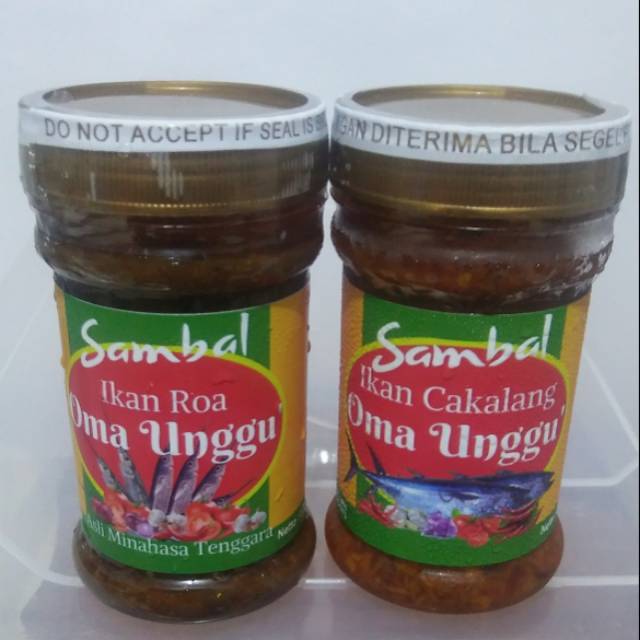 DO NOT ACCEPT IF SEAL IS
Sambal
Ikan Roa
Oma Unggu'
Asli Minahasa Tenggara
Netto
DITERIMA BILA SEGEL
Sambal
Ikan Cakalang
Oma Unggu'